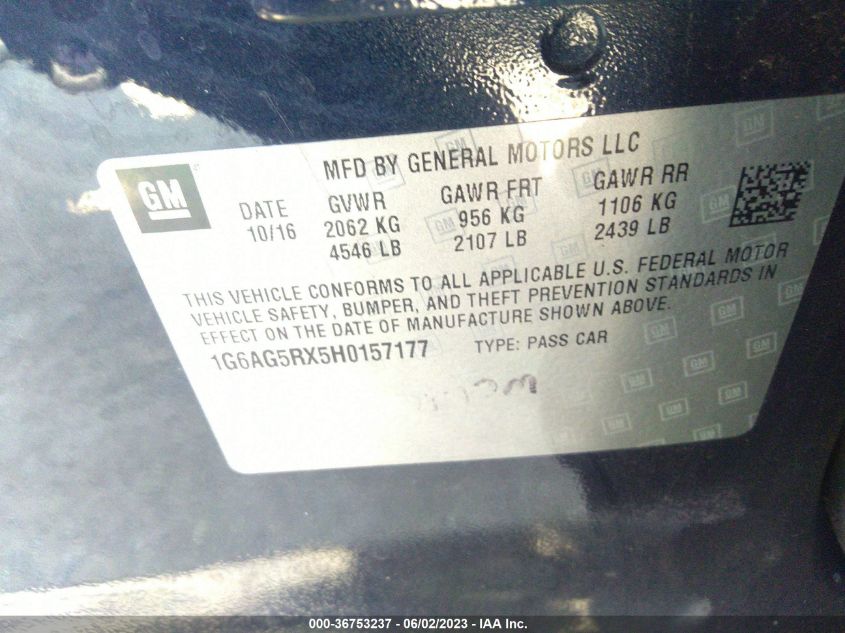 GM
MFD BY GENERAL MOTORS LLC
DATE GVWR GAWR FRT GAWR RR
10/16 2062 KG 956 KG 1106 KG
4546 LB 2107 LB 2439 LB
THIS VEHICLE CONFORMS TO ALL APPLICABLE U.S. FEDERAL MOTOR
VEHICLE SAFETY, BUMPER, AND THEFT PREVENTION STANDARDS IN
EFFECT ON THE DATE OF MANUFACTURE SHOWN ABOVE.
1G6AG5RX5H0157177 TYPE: PASS CAR
000-36753237 - 06/02/2023 - IAA Inc.